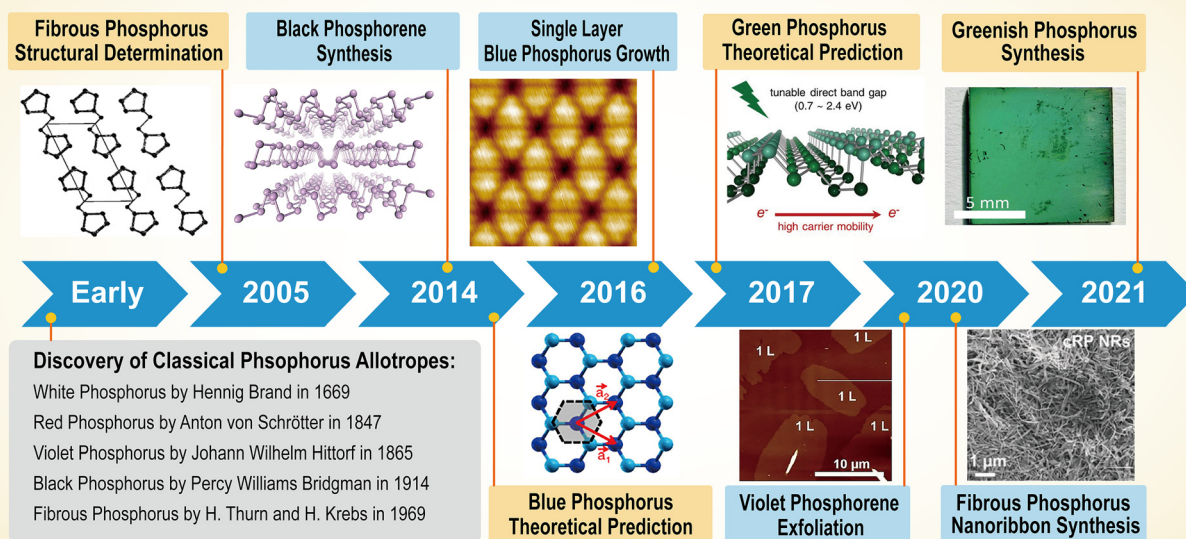 Fibrous Phosphorus
Structural Determination
Black Phosphorene
Synthesis
Single Layer
Blue Phosphorus Growth
Green Phosphorus
Theoretical Prediction
Greenish Phosphorus
Synthesis
tunable direct band gap
(0.7 ~ 2.4 eV)
e⁻ e⁻
high carrier mobility
5 mm
Early
2005
2014
2016
2017
2020
2021
Discovery of Classical Phsophorus Allotropes:
White Phosphorus by Hennig Brand in 1669
Red Phosphorus by Anton von Schrötter in 1847
Violet Phosphorus by Johann Wilhelm Hittorf in 1865
Black Phosphorus by Percy Williams Bridgman in 1914
Fibrous Phosphorus by H. Thurn and H. Krebs in 1969
a⃗₂
a⃗₁
Blue Phosphorus
Theoretical Prediction
1 L
1 L
1 L
1 L
1 L
10 µm
Violet Phosphorene
Exfoliation
cRP NRs
1 µm
Fibrous Phosphorus
Nanoribbon Synthesis